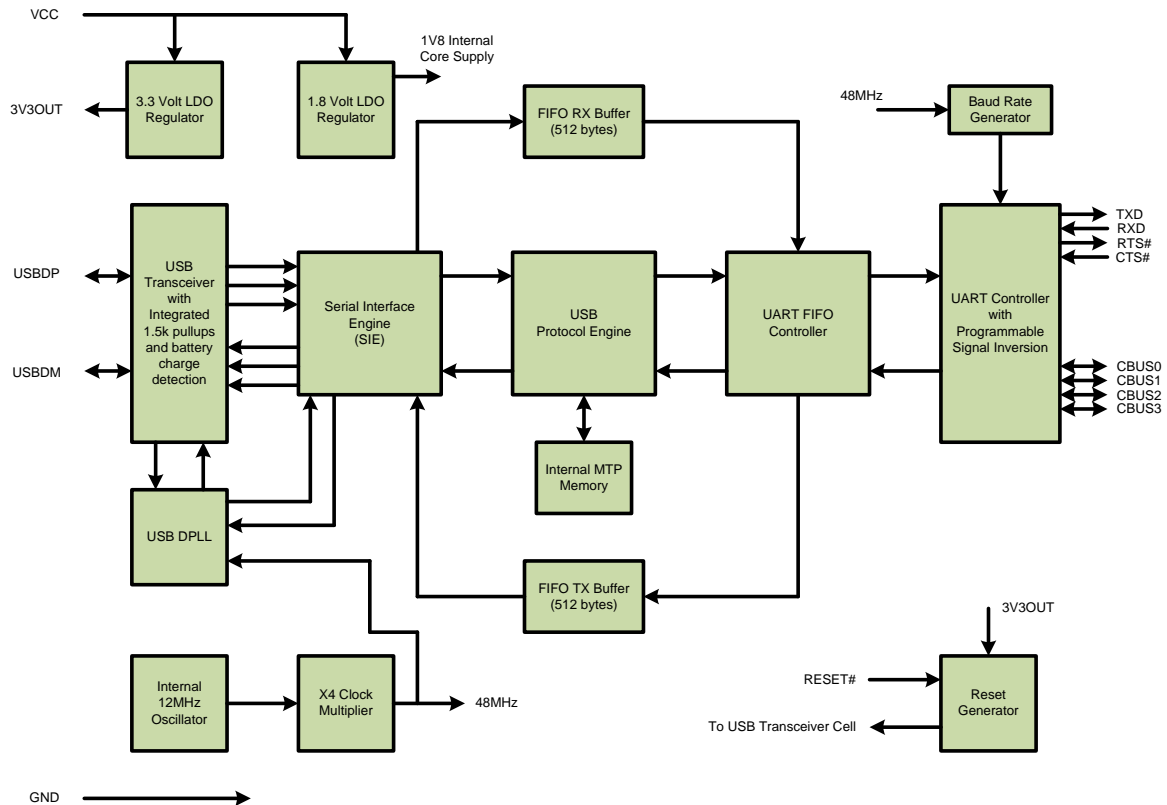 VCC
3.3 Volt LDO
Regulator
3V3OUT
1.8 Volt LDO
Regulator
1V8 Internal
Core Supply
FIFO RX Buffer
(512 bytes)
48MHz
Baud Rate
Generator
USBDP
USBDM
USB
Transceiver
with
Integrated
1.5k pullups
and battery
charge
detection
Serial Interface
Engine
(SIE)
USB
Protocol Engine
UART FIFO
Controller
UART Controller
with
Programmable
Signal Inversion
TXD
RXD
RTS#
CTS#
CBUS0
CBUS1
CBUS2
CBUS3
Internal MTP
Memory
USB DPLL
FIFO TX Buffer
(512 bytes)
Internal
12MHz
Oscillator
X4 Clock
Multiplier
48MHz
3V3OUT
RESET#
Reset
Generator
To USB Transceiver Cell
GND